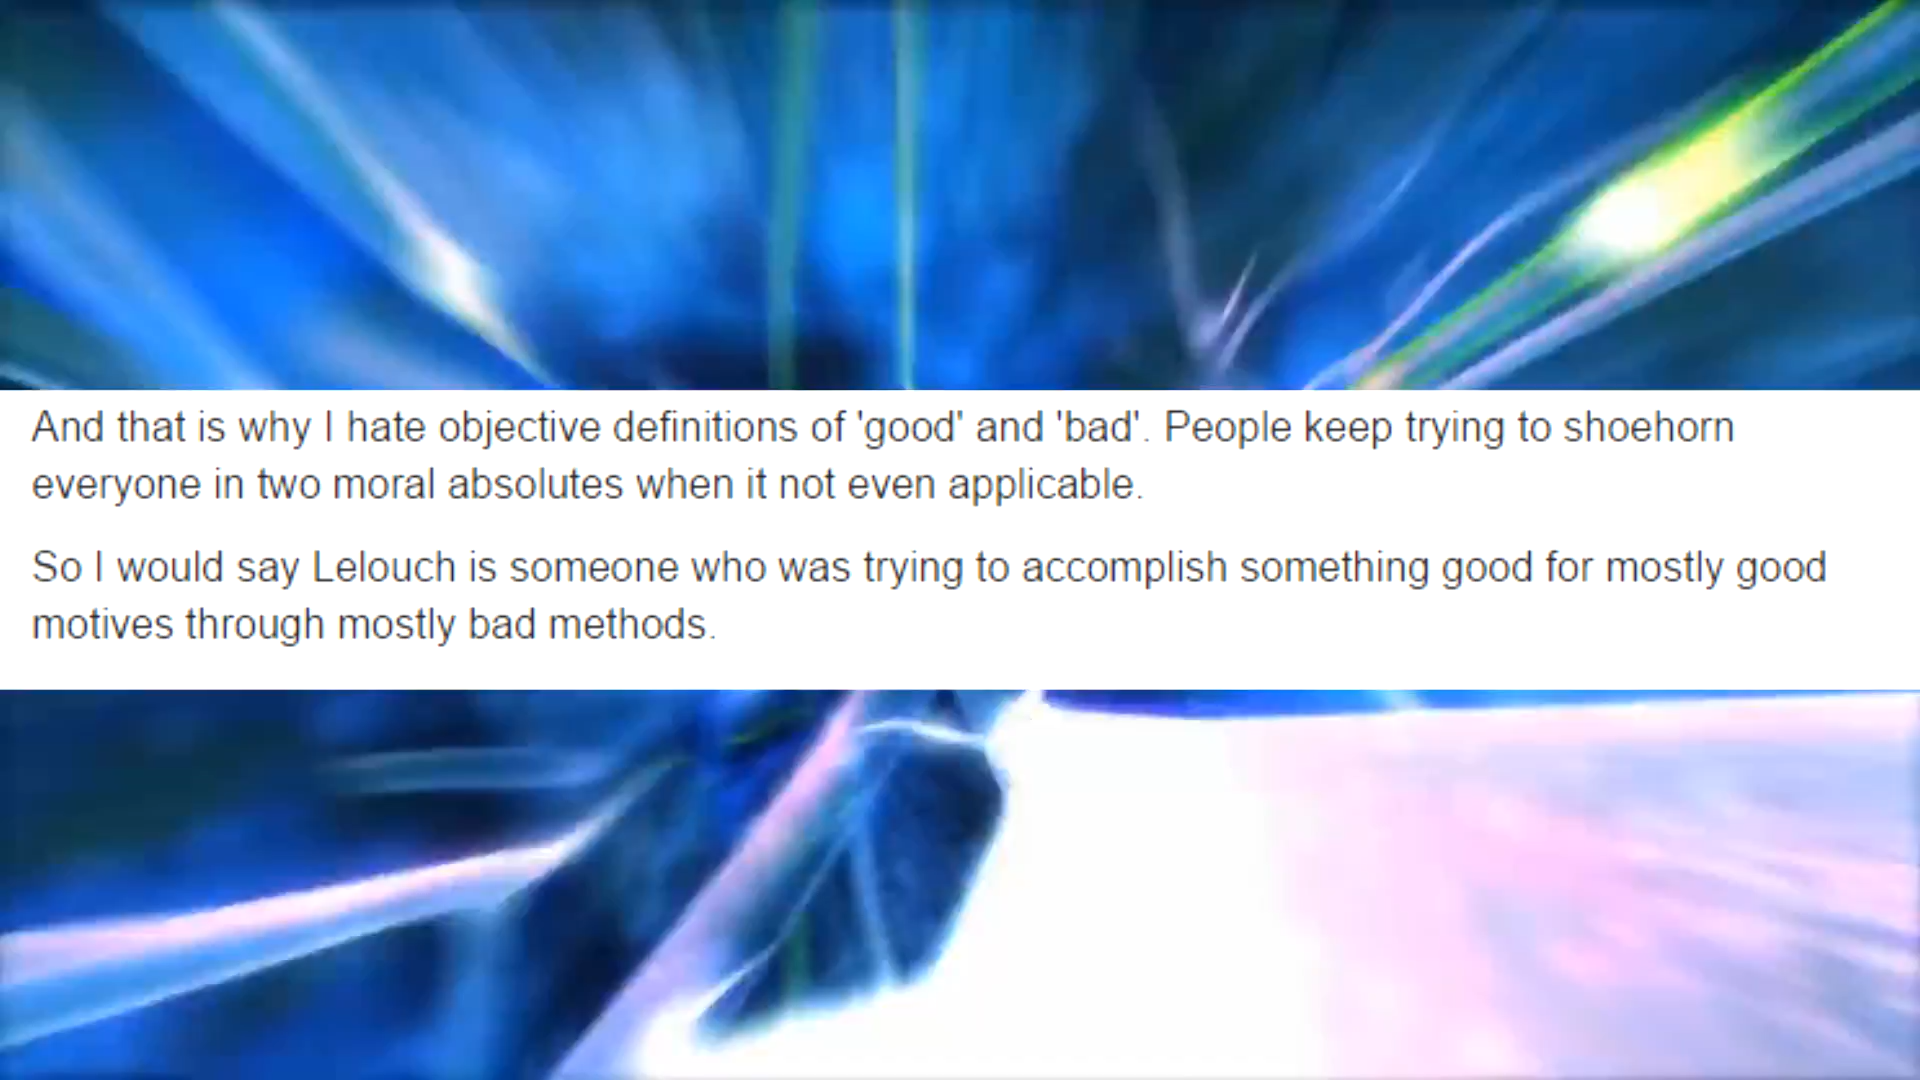 And that is why I hate objective definitions of 'good' and 'bad'. People keep trying to shoehorn
everyone in two moral absolutes when it not even applicable.
So I would say Lelouch is someone who was trying to accomplish something good for mostly good
motives through mostly bad methods.